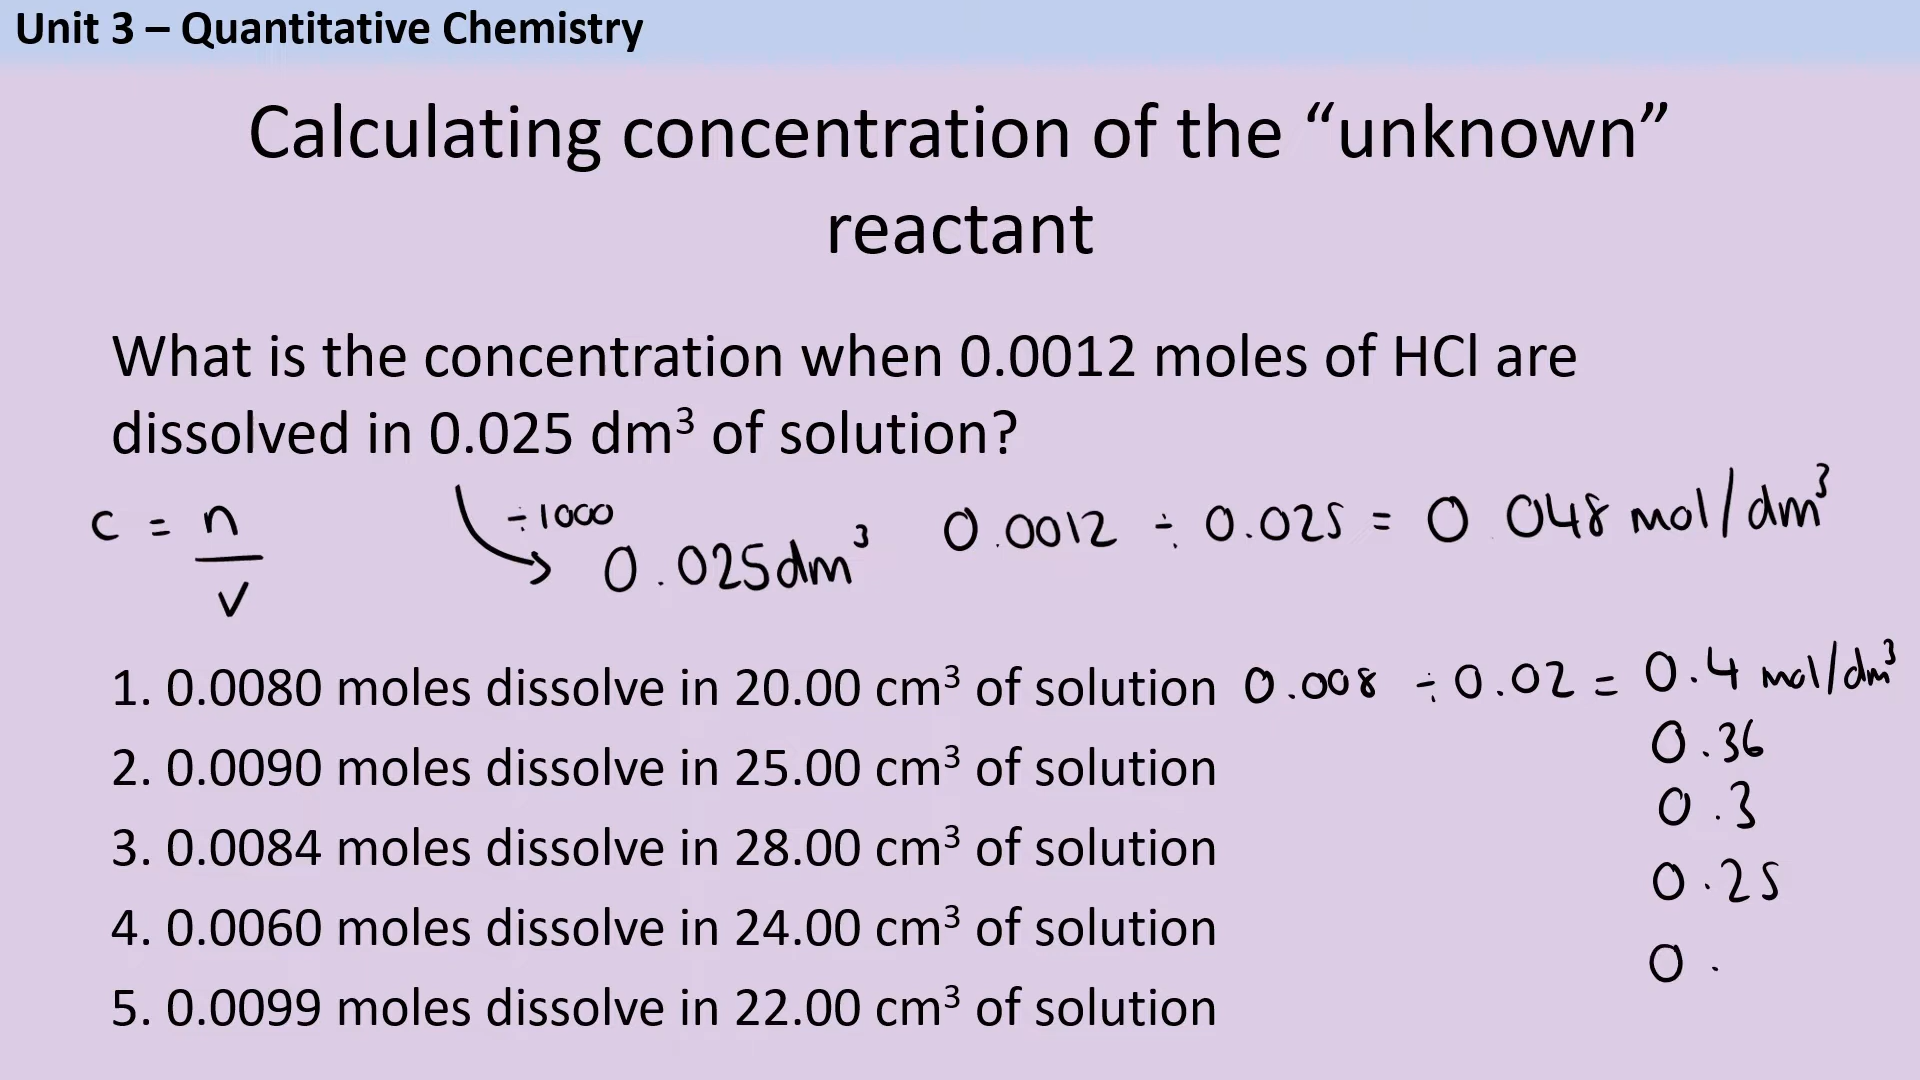 Unit 3 – Quantitative Chemistry
Calculating concentration of the “unknown”
reactant
What is the concentration when 0.0012 moles of HCl are
dissolved in 0.025 dm³ of solution?
c = n/v
÷1000
0.025dm³
0.0012 ÷ 0.025 = 0.048 mol/dm³
1. 0.0080 moles dissolve in 20.00 cm³ of solution 0.008 ÷ 0.02 = 0.4 mol/dm³
2. 0.0090 moles dissolve in 25.00 cm³ of solution 0.36
3. 0.0084 moles dissolve in 28.00 cm³ of solution 0.3
4. 0.0060 moles dissolve in 24.00 cm³ of solution 0.25
5. 0.0099 moles dissolve in 22.00 cm³ of solution 0.